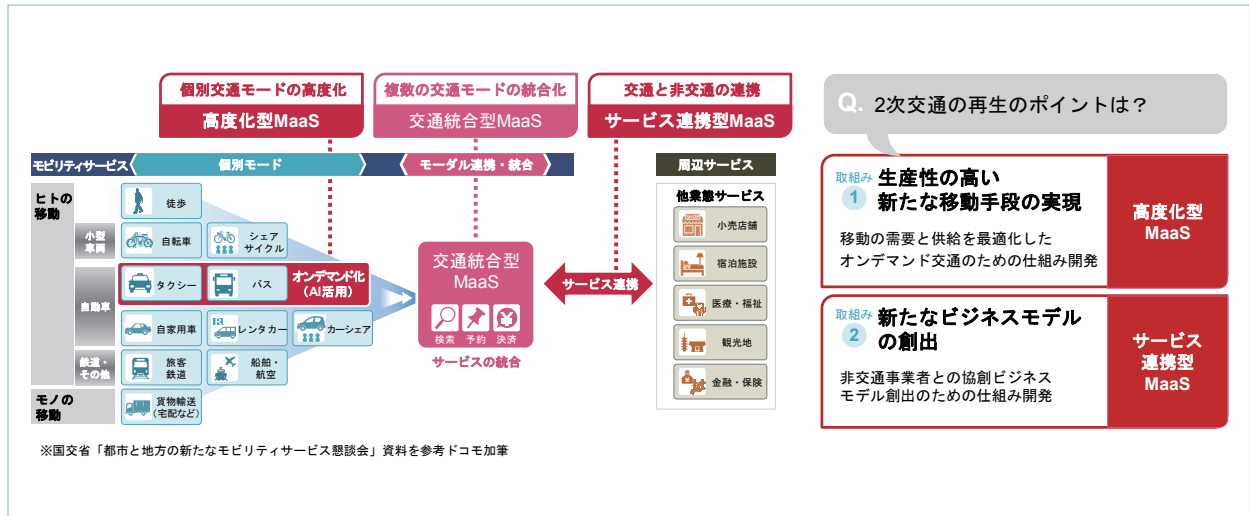 個別交通モードの高度化
高度化型MaaS
複数の交通モードの統合化
交通統合型MaaS
交通と非交通の連携
サービス連携型MaaS
モビリティサービス
個別モード
モーダル連携・統合
周辺サービス
ヒトの
移動
徒歩
小型
車両
自転車
シェア
サイクル
自動車
タクシー
バス
オンデマンド化
（AI活用）
自家用車
レンタカー
カーシェア
鉄道・
その他
旅客
鉄道
船舶・
航空
モノの
移動
貨物輸送
（宅配など）
交通統合型
MaaS
検索
予約
決済
サービスの統合
サービス連携
他業態サービス
小売店舗
宿泊施設
医療・福祉
観光地
金融・保険
※国交省「都市と地方の新たなモビリティサービス懇談会」資料を参考ドコモ加筆
Q. 2次交通の再生のポイントは？
取組み
1
生産性の高い
新たな移動手段の実現
移動の需要と供給を最適化した
オンデマンド交通のための仕組み開発
高度化型
MaaS
取組み
2
新たなビジネスモデル
の創出
非交通事業者との協創ビジネス
モデル創出のための仕組み開発
サービス
連携型
MaaS